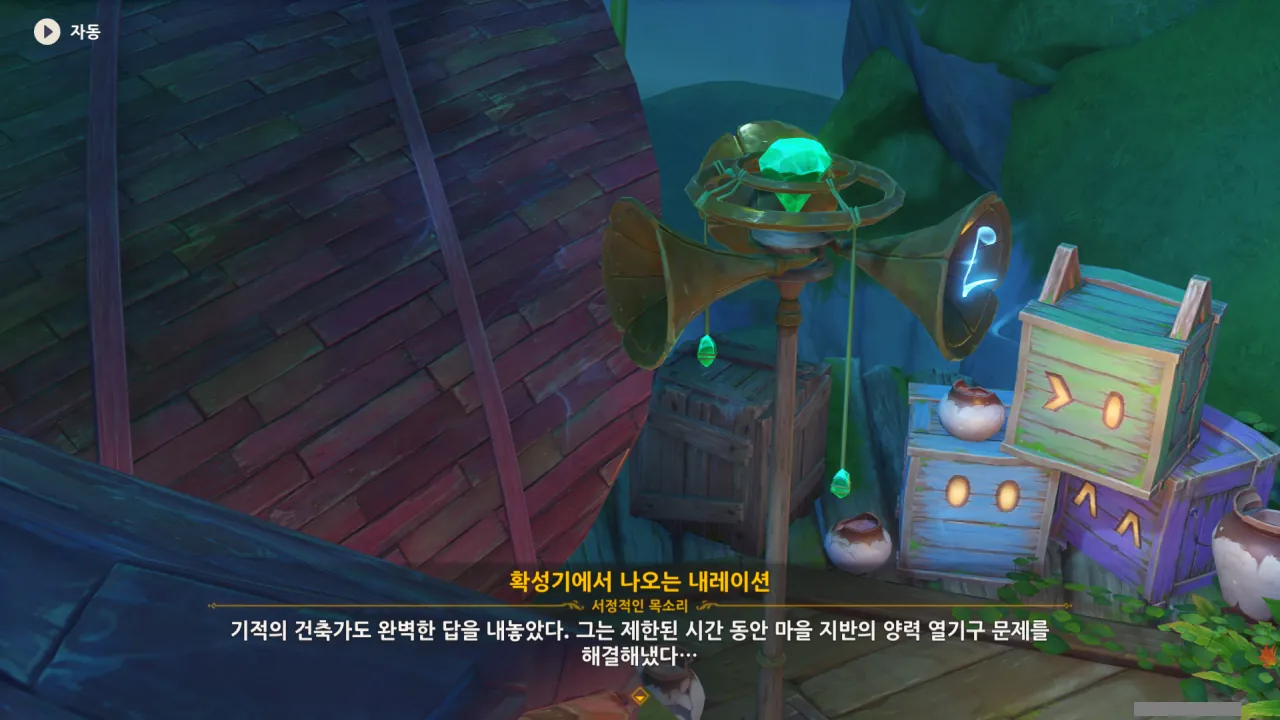 자동
확성기에서 나오는 내레이션
서정적인 목소리
기적의 건축가도 완벽한 답을 내놓았다. 그는 제한된 시간 동안 마을 지반의 양력 열기구 문제를
해결해냈다…